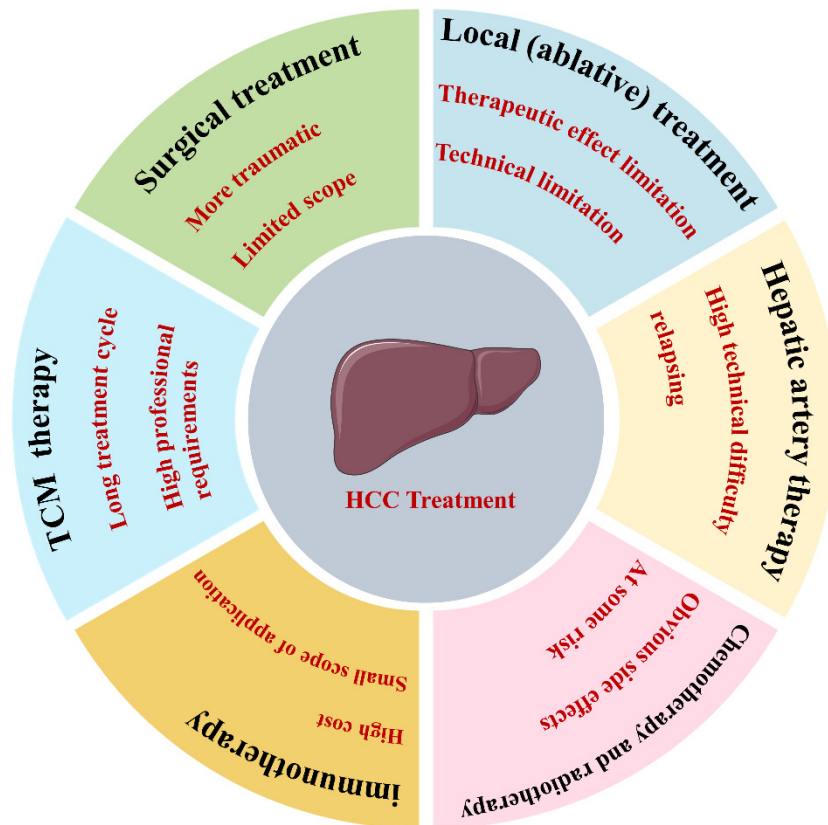 Surgical treatment
More traumatic
Limited scope
Local (ablative) treatment
Therapeutic effect limitation
Technical limitation
Hepatic artery therapy
High technical difficulty
relapsing
Chemotherapy and radiotherapy
Obvious side effects
At some risk
immunotherapy
High cost
Small scope of application
TCM therapy
Long treatment cycle
High professional
requirements
HCC Treatment